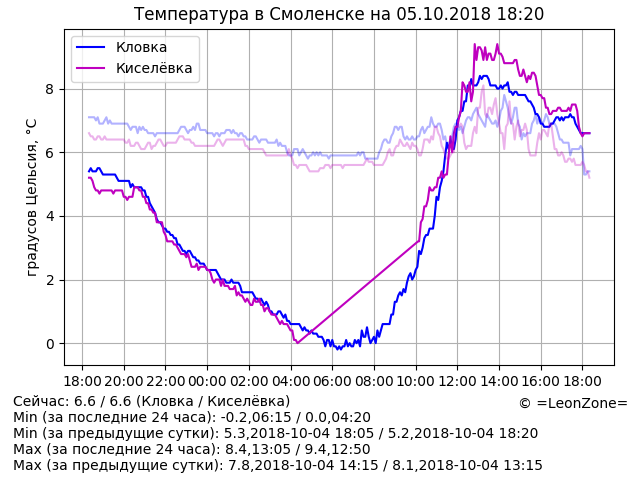 Температура в Смоленске на 05.10.2018 18:20
Кловка
Киселёвка
градусов Цельсия, °C
8
6
4
2
0
18:00 20:00 22:00 00:00 02:00 04:00 06:00 08:00 10:00 12:00 14:00 16:00 18:00
Сейчас: 6.6 / 6.6 (Кловка / Киселёвка)
© =LeonZone=
Min (за последние 24 часа): -0.2,06:15 / 0.0,04:20
Min (за предыдущие сутки): 5.3,2018-10-04 18:05 / 5.2,2018-10-04 18:20
Max (за последние 24 часа): 8.4,13:05 / 9.4,12:50
Max (за предыдущие сутки): 7.8,2018-10-04 14:15 / 8.1,2018-10-04 13:15